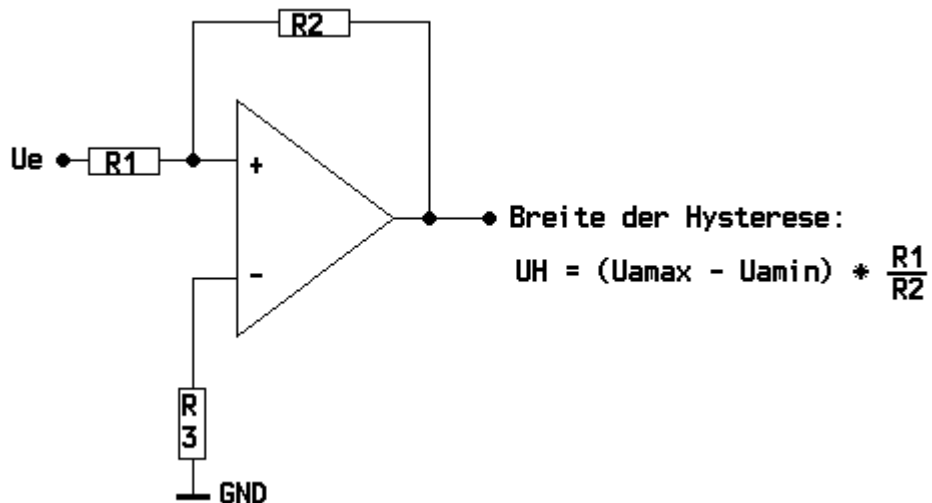 R2
Ue
R1
+
Breite der Hysterese:
-
UH = (Uamax - Uamin) * R1/R2
R
3
GND